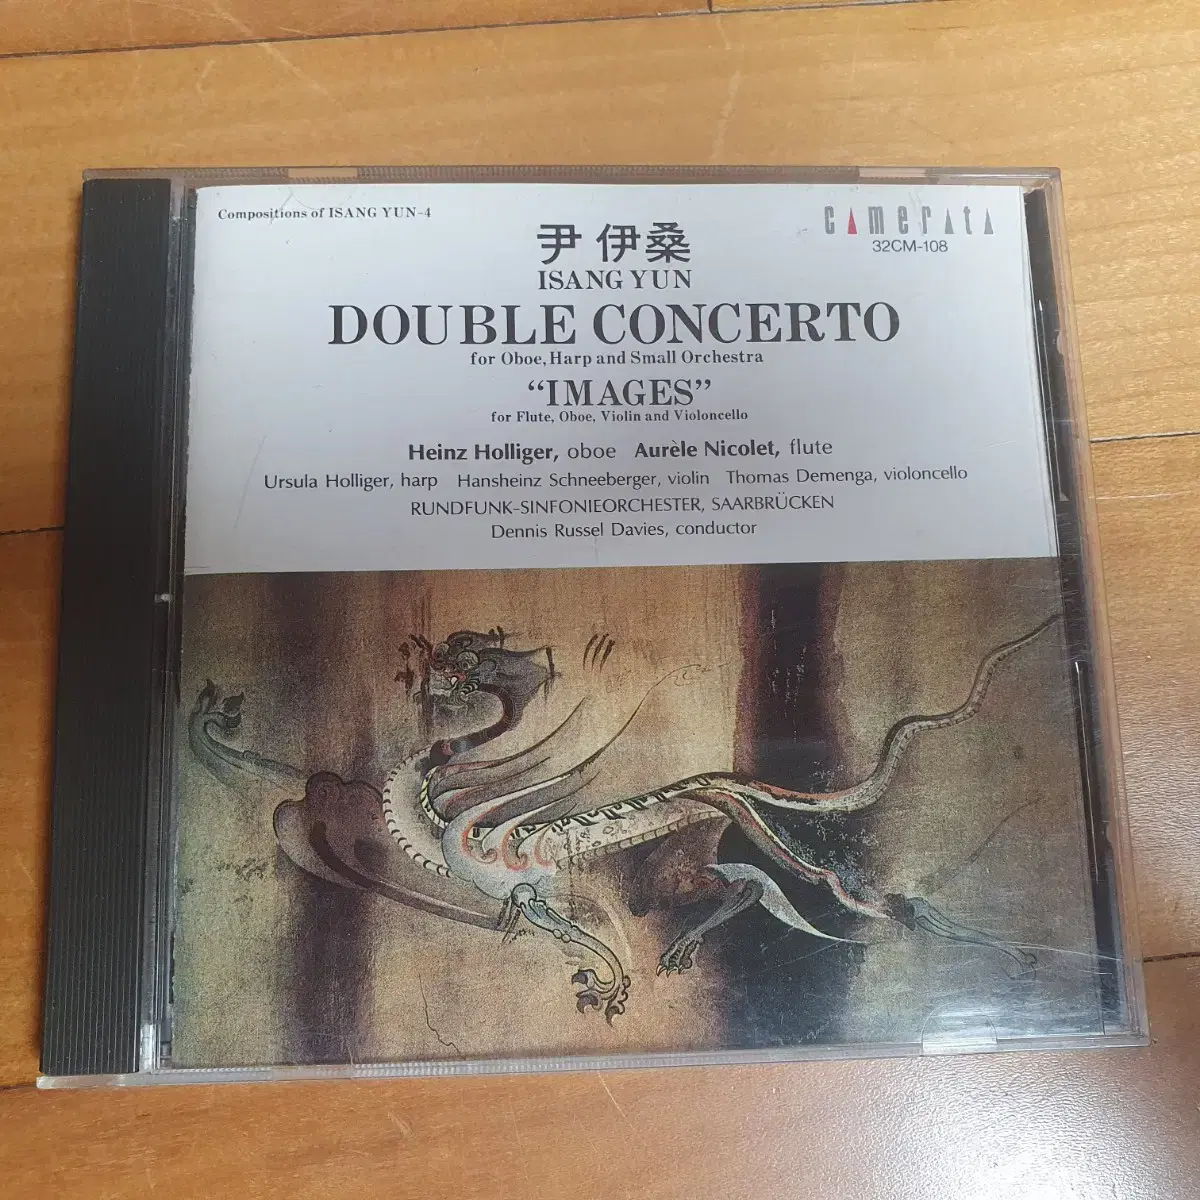 Compositions of ISANG YUN-4
camerata
32CM-108
尹 伊桑
ISANG YUN
DOUBLE CONCERTO
for Oboe, Harp and Small Orchestra
“IMAGES”
for Flute, Oboe, Violin and Violoncello
Heinz Holliger, oboe Aurèle Nicolet, flute
Ursula Holliger, harp Hansheinz Schneeberger, violin Thomas Demenga, violoncello
RUNDFUNK-SINFONIEORCHESTER, SAARBRÜCKEN
Dennis Russel Davies, conductor